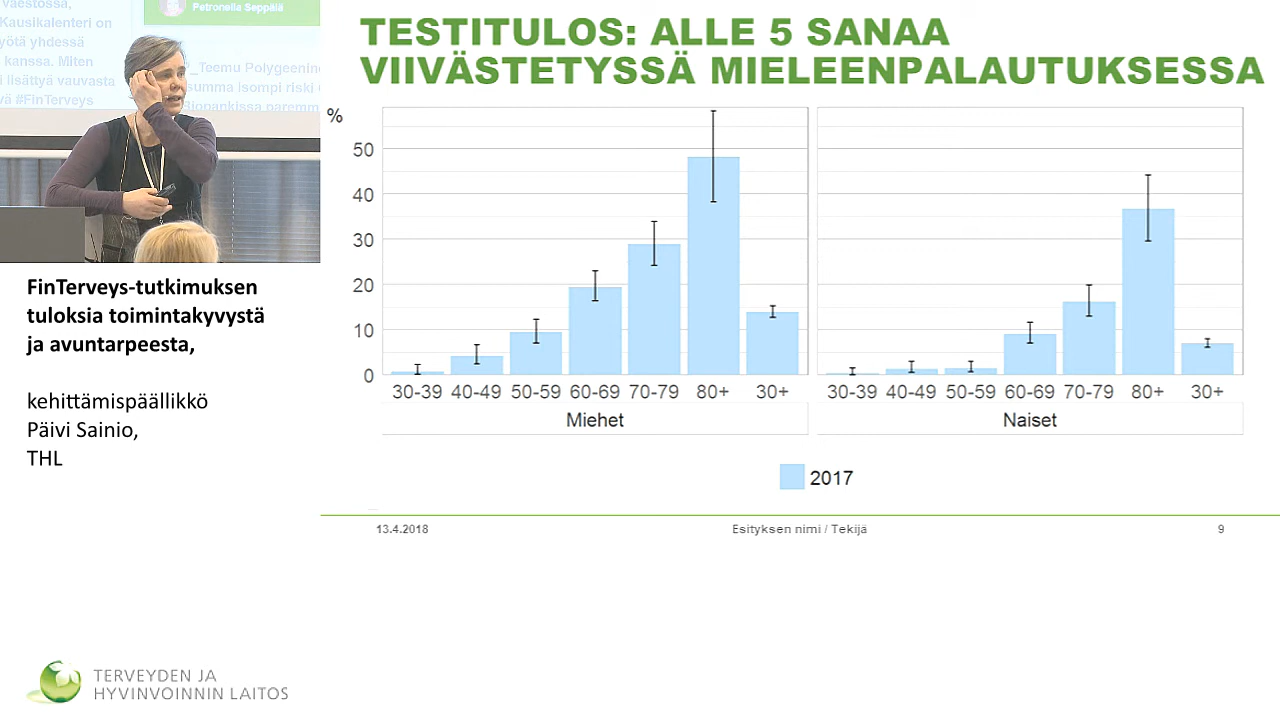 väestössä,
Kausikalenteri on
yötä yhdessä
kanssa. Miten
i lisättyä vauvasta
vä #FinTerveys
Petronella Seppälä
_Teemu Polygeenin
summa isompi riski
TESTITULOS: ALLE 5 SANAA
VIIVÄSTETYSSÄ MIELEENPALAUTUKSESSA
%
50
40
30
20
10
0
30-39 40-49 50-59 60-69 70-79 80+ 30+
30-39 40-49 50-59 60-69 70-79 80+ 30+
Miehet
Naiset
2017
13.4.2018
Esityksen nimi / Tekijä
9
FinTerveys-tutkimuksen
tuloksia toimintakyvystä
ja avuntarpeesta,
kehittämispäällikkö
Päivi Sainio,
THL
TERVEYDEN JA
HYVINVOINNIN LAITOS